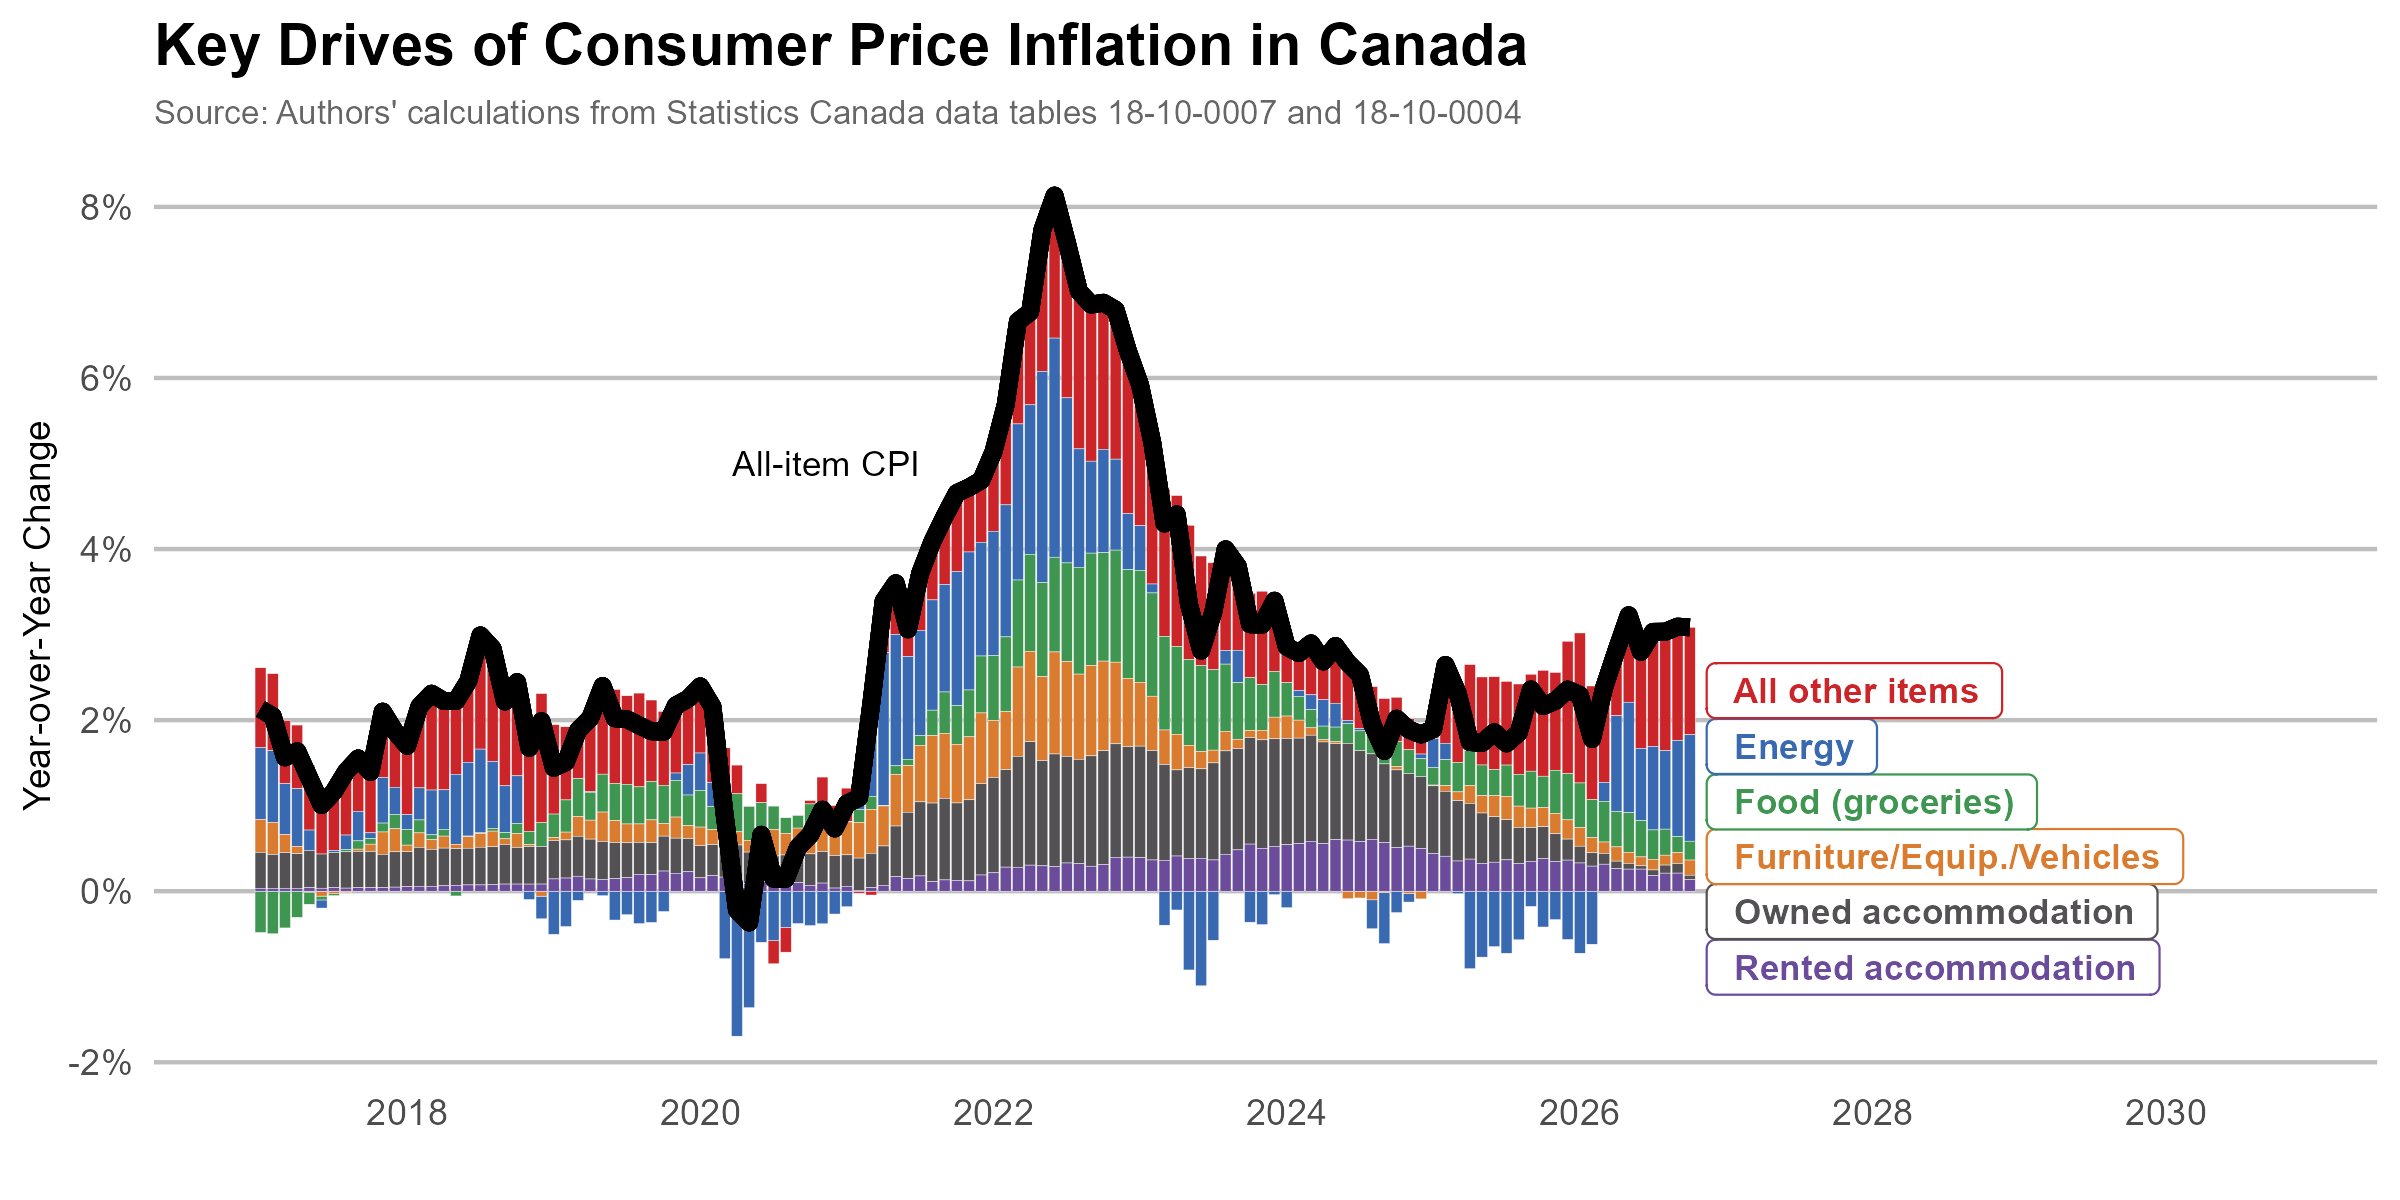 Key Drives of Consumer Price Inflation in Canada
Source: Authors' calculations from Statistics Canada data tables 18-10-0007 and 18-10-0004
Year-over-Year Change
8%
6%
4%
2%
0%
-2%
All-item CPI
All other items
Energy
Food (groceries)
Furniture/Equip./Vehicles
Owned accommodation
Rented accommodation
2018 2020 2022 2024 2026 2028 2030